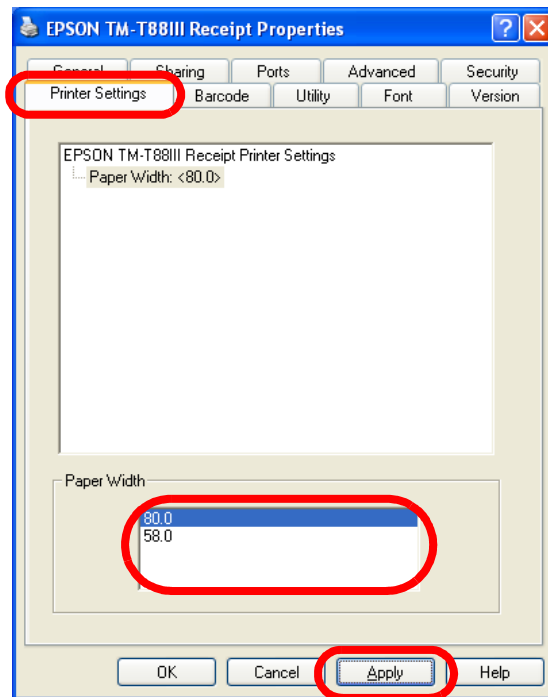 EPSON TM-T88III Receipt Properties
General Sharing Ports Advanced Security
Printer Settings Barcode Utility Font Version
EPSON TM-T88III Receipt Printer Settings
Paper Width: <80.0>
Paper Width
80.0
58.0
OK Cancel Apply Help